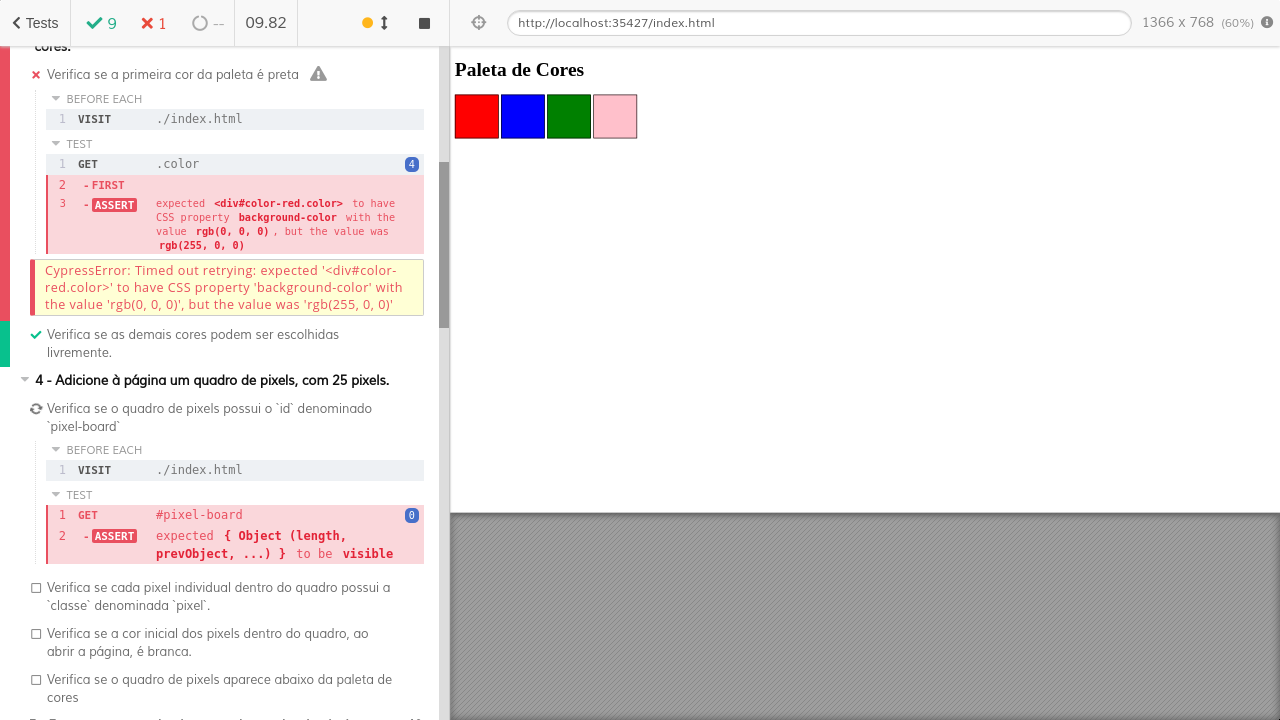 Tests
9
1
--
09.82
http://localhost:35427/index.html
1366 x 768 (60%)
cores.
Verifica se a primeira cor da paleta é preta
BEFORE EACH
1 VISIT ./index.html
TEST
1 GET .color 4
2 - FIRST
3 - ASSERT expected <div#color-red.color> to have
CSS property background-color with the
value rgb(0, 0, 0), but the value was
rgb(255, 0, 0)
CypressError: Timed out retrying: expected '<div#color-
red.color>' to have CSS property 'background-color' with
the value 'rgb(0, 0, 0)', but the value was 'rgb(255, 0, 0)'
Verifica se as demais cores podem ser escolhidas
livremente.
4 - Adicione à página um quadro de pixels, com 25 pixels.
Verifica se o quadro de pixels possui o `id` denominado
`pixel-board`
BEFORE EACH
1 VISIT ./index.html
TEST
1 GET #pixel-board 0
2 - ASSERT expected { Object (length,
prevObject, ...) } to be visible
Verifica se cada pixel individual dentro do quadro possui a
`classe` denominada `pixel`.
Verifica se a cor inicial dos pixels dentro do quadro, ao
abrir a página, é branca.
Verifica se o quadro de pixels aparece abaixo da paleta de
cores
Paleta de Cores